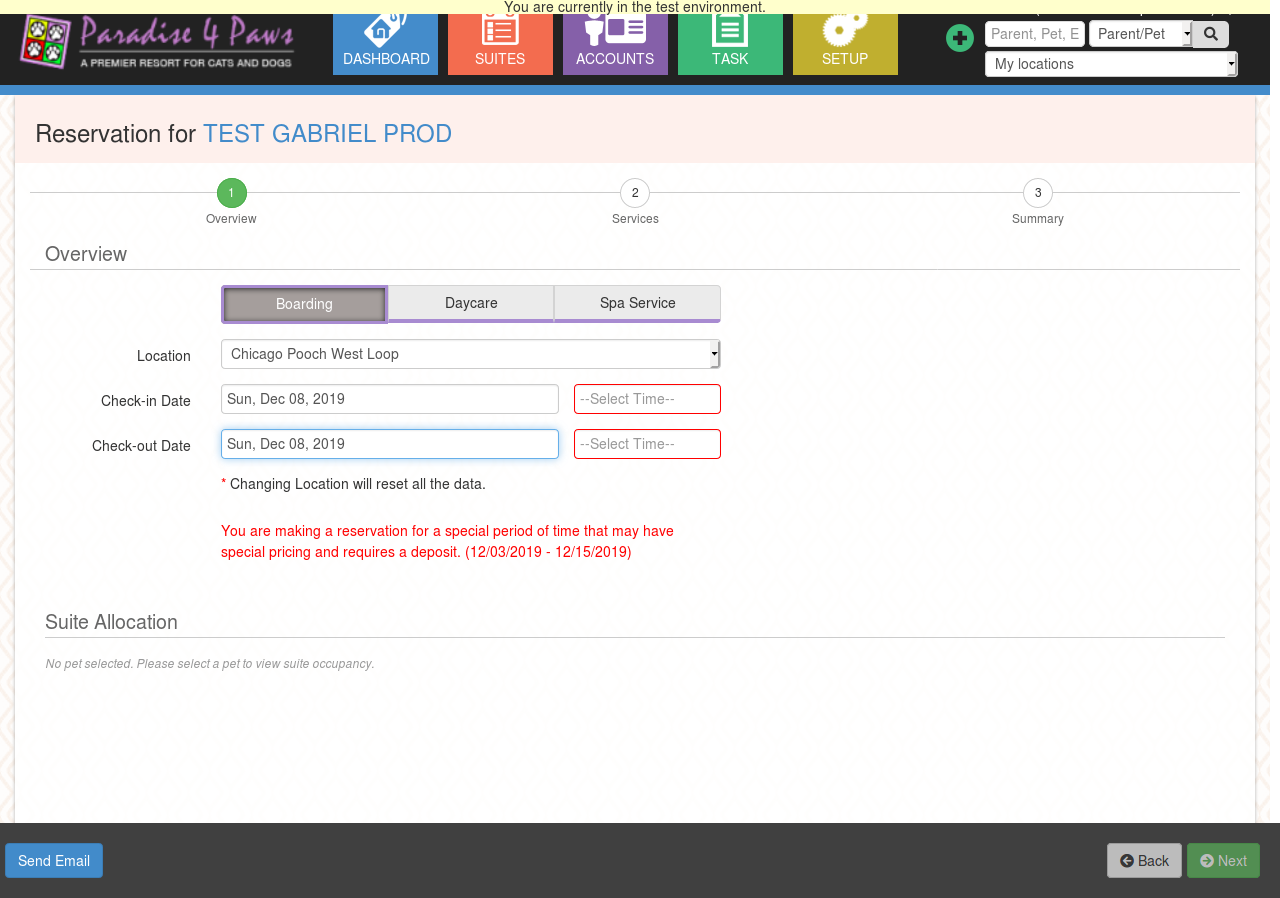 You are currently in the test environment.
Paradise 4 Paws
A PREMIER RESORT FOR CATS AND DOGS
DASHBOARD
SUITES
ACCOUNTS
TASK
SETUP
Parent, Pet, E
Parent/Pet
My locations
Reservation for TEST GABRIEL PROD
1
2
3
Overview
Services
Summary
Overview
Boarding
Daycare
Spa Service
Location
Chicago Pooch West Loop
Check-in Date
Sun, Dec 08, 2019
--Select Time--
Check-out Date
Sun, Dec 08, 2019
--Select Time--
* Changing Location will reset all the data.
You are making a reservation for a special period of time that may have
special pricing and requires a deposit. (12/03/2019 - 12/15/2019)
Suite Allocation
No pet selected. Please select a pet to view suite occupancy.
Send Email
Back
Next